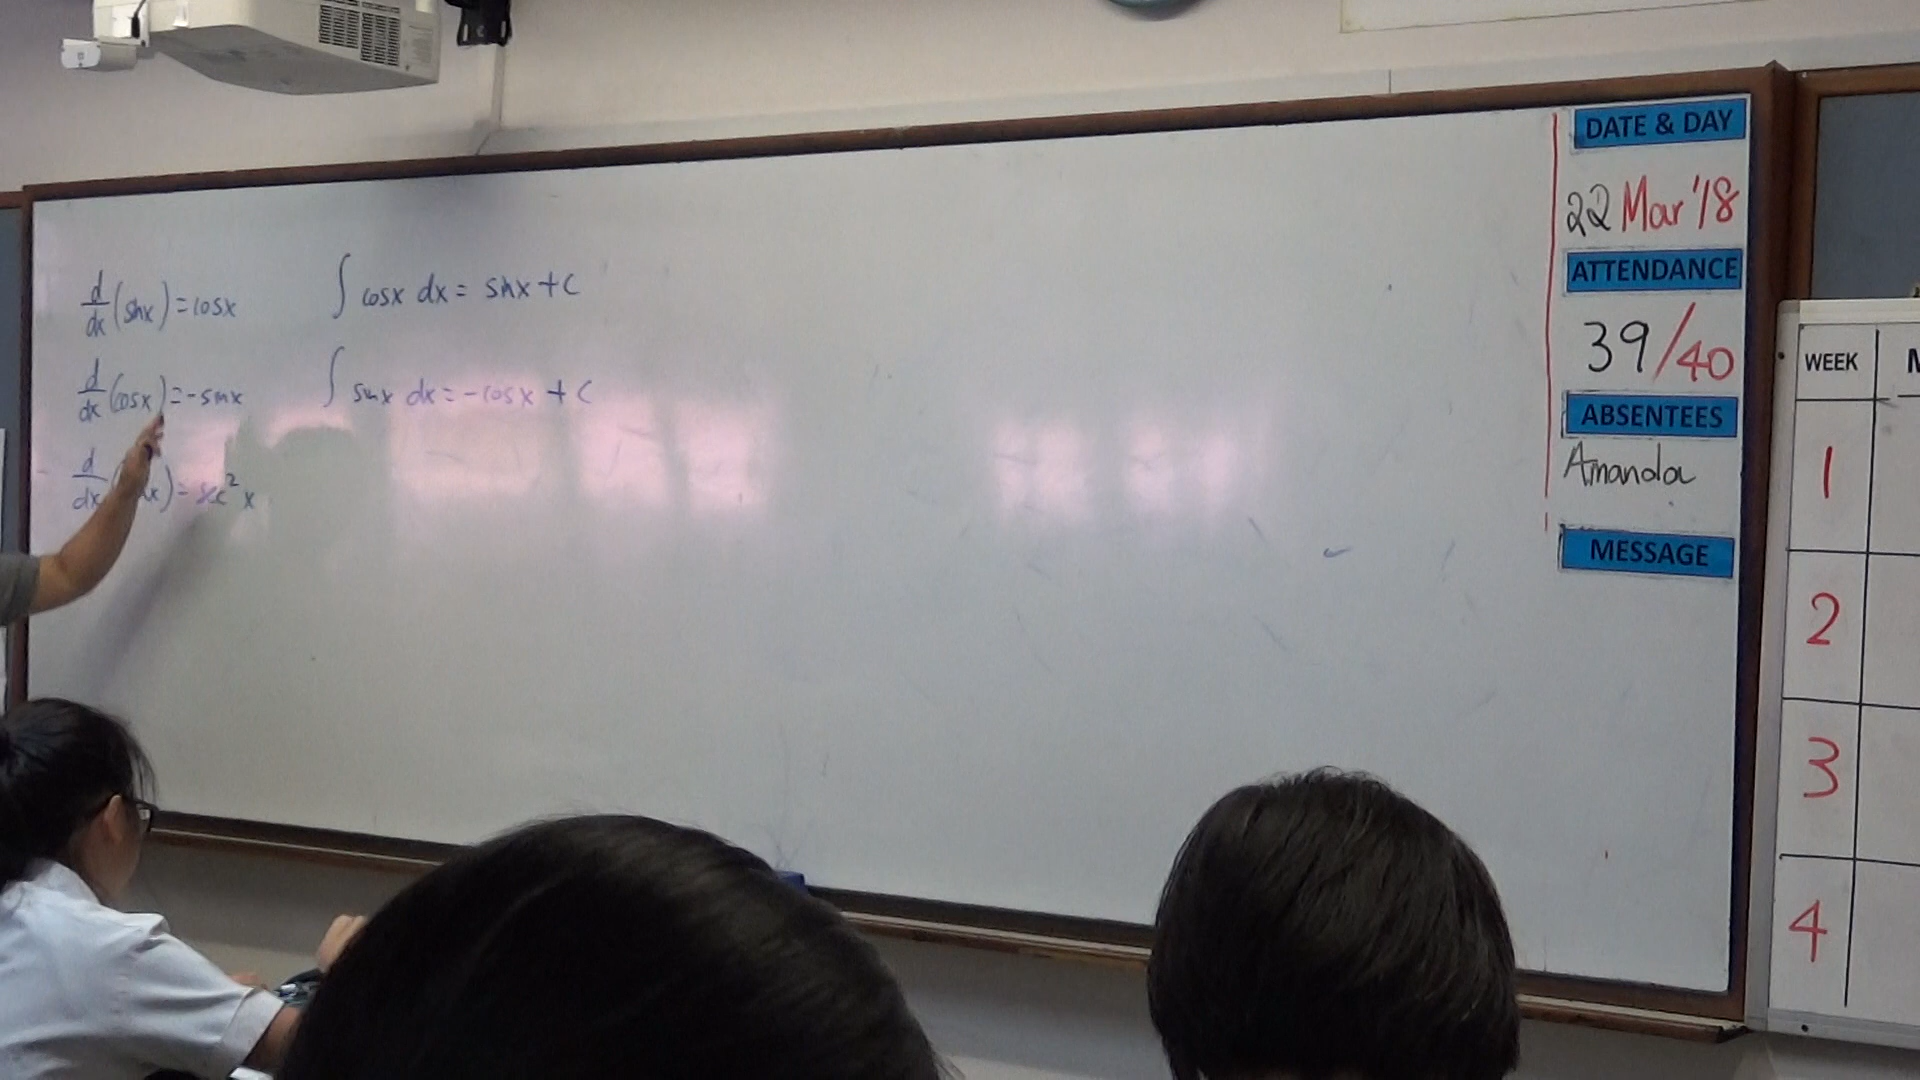 d/dx (sinx) = cosx
∫ cosx dx = sinx + C
d/dx (cosx) = -sinx
∫ sinx dx = -cosx + C
d/dx ( x) = sec² x
DATE & DAY
22 Mar '18
ATTENDANCE
39/40
ABSENTEES
Amanda
MESSAGE
WEEK
1
2
3
4